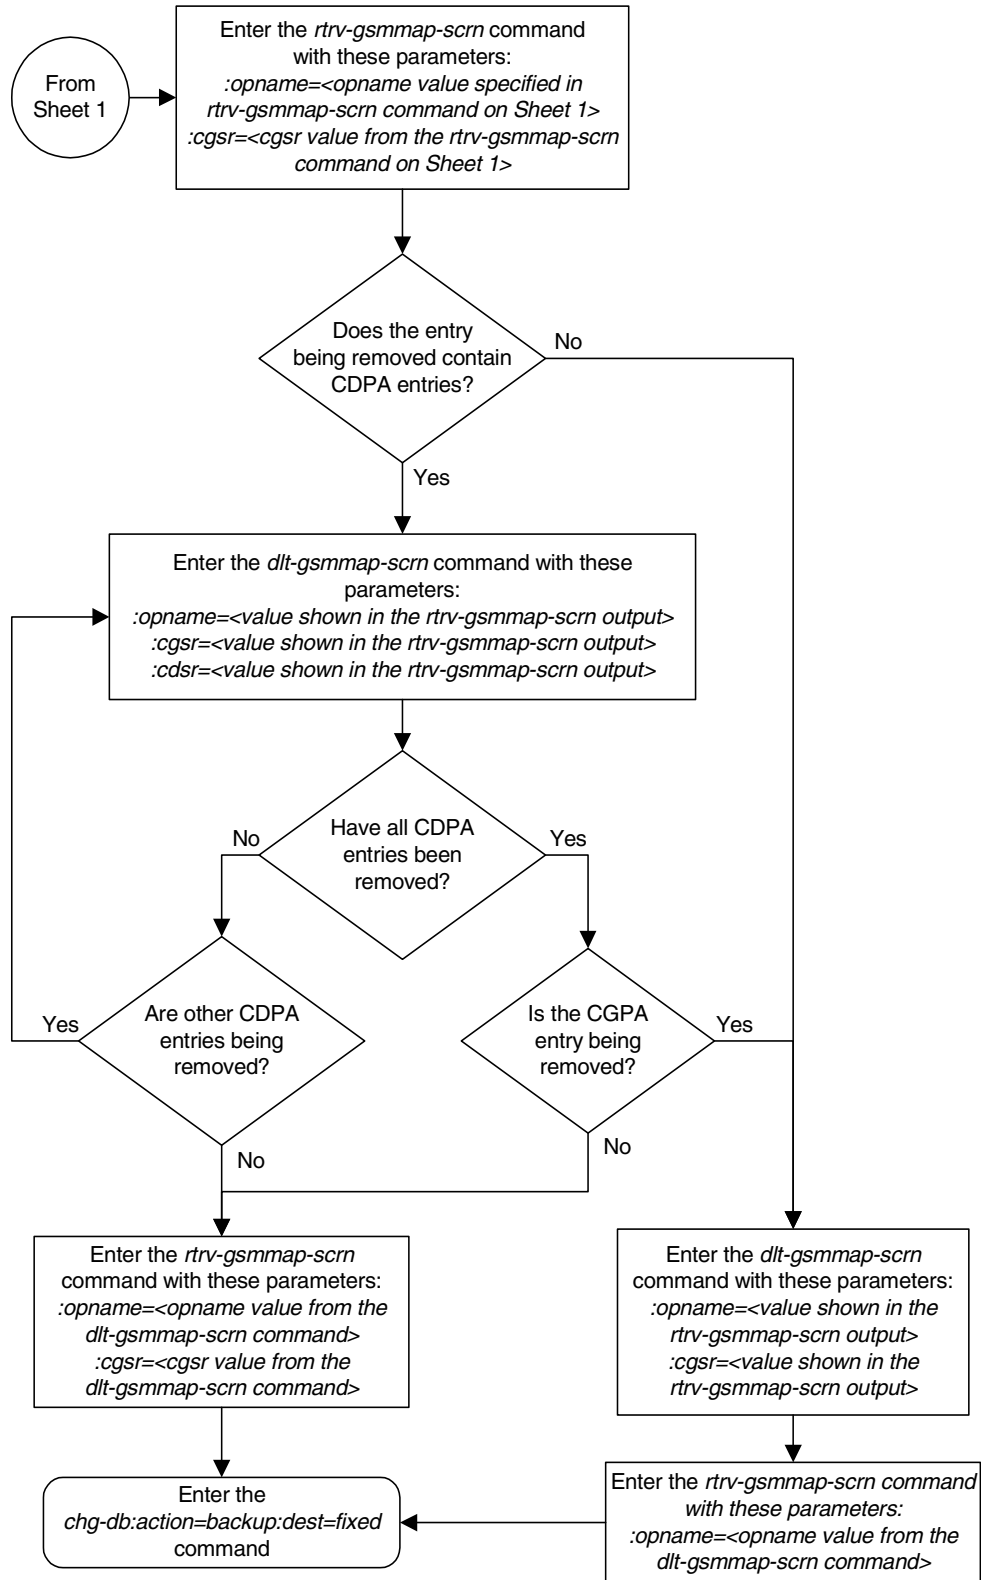 From
Sheet 1
Enter the rtrv-gsmmap-scrn command
with these parameters:
:opname=<opname value specified in
rtrv-gsmmap-scrn command on Sheet 1>
:cgsr=<cgsr value from the rtrv-gsmmap-scrn
command on Sheet 1>
Does the entry
being removed contain
CDPA entries?
No
Yes
Enter the dlt-gsmmap-scrn command with these
parameters:
:opname=<value shown in the rtrv-gsmmap-scrn output>
:cgsr=<value shown in the rtrv-gsmmap-scrn output>
:cdsr=<value shown in the rtrv-gsmmap-scrn output>
Have all CDPA
entries been
removed?
No
Yes
Are other CDPA
entries being
removed?
Yes
No
Is the CGPA
entry being
removed?
Yes
No
Enter the rtrv-gsmmap-scrn
command with these parameters:
:opname=<opname value from the
dlt-gsmmap-scrn command>
:cgsr=<cgsr value from the
dlt-gsmmap-scrn command>
Enter the dlt-gsmmap-scrn
command with these parameters:
:opname=<value shown in the
rtrv-gsmmap-scrn output>
:cgsr=<value shown in the
rtrv-gsmmap-scrn output>
Enter the
chg-db:action=backup:dest=fixed
command
Enter the rtrv-gsmmap-scrn command
with these parameters:
:opname=<opname value from the
dlt-gsmmap-scrn command>